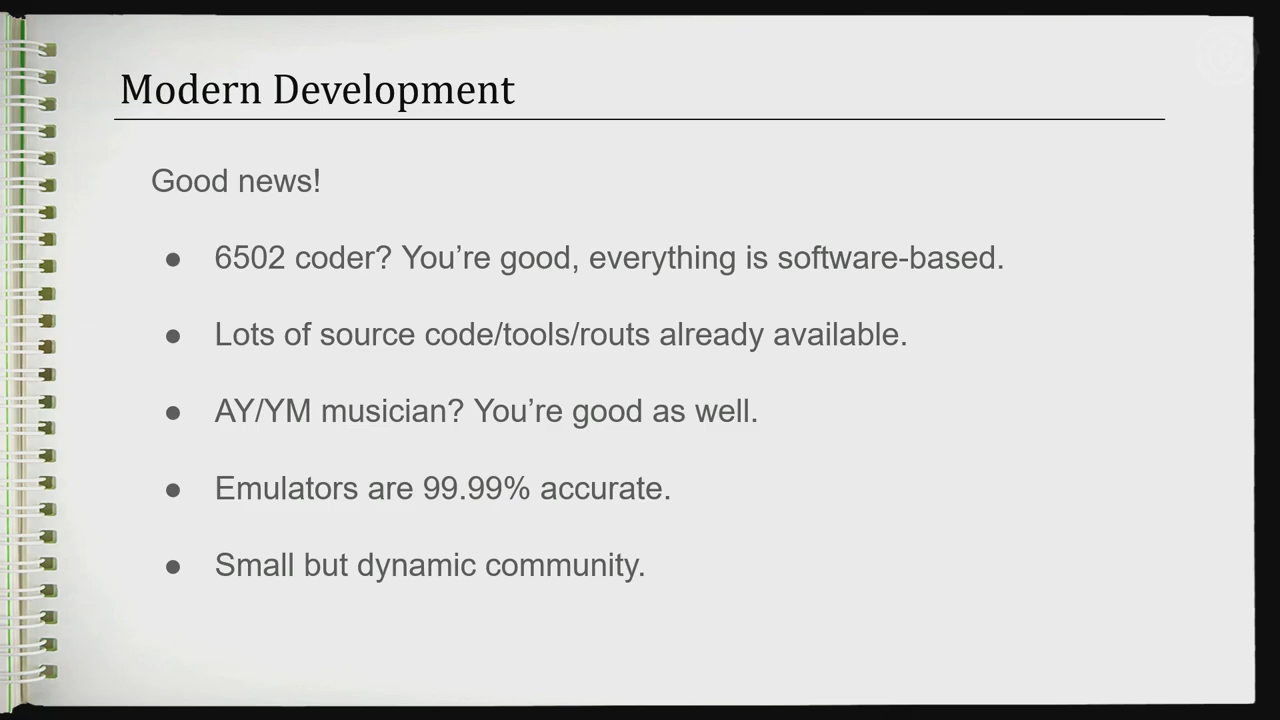 Modern Development
Good news!
● 6502 coder? You’re good, everything is software-based.
● Lots of source code/tools/routs already available.
● AY/YM musician? You’re good as well.
● Emulators are 99.99% accurate.
● Small but dynamic community.